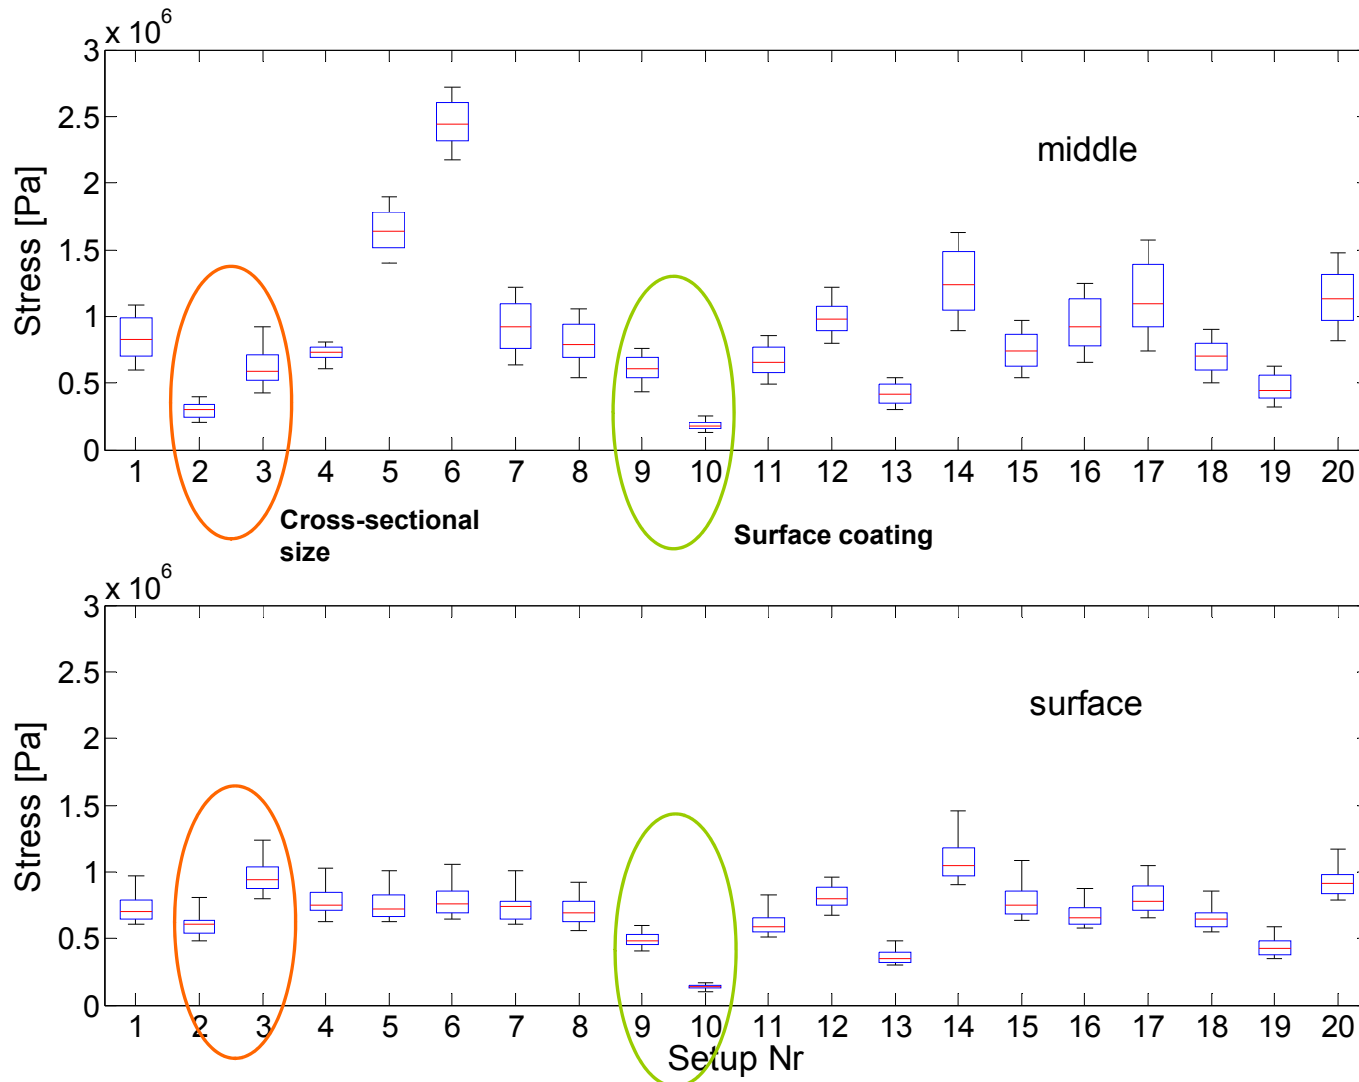 x 10^6
3
2.5
2
1.5
1
0.5
0
Stress [Pa]
middle
1 2 3 4 5 6 7 8 9 10 11 12 13 14 15 16 17 18 19 20
Cross-sectional
size
Surface coating
x 10^6
3
2.5
2
1.5
1
0.5
0
Stress [Pa]
surface
1 2 3 4 5 6 7 8 9 10 11 12 13 14 15 16 17 18 19 20
Setup Nr